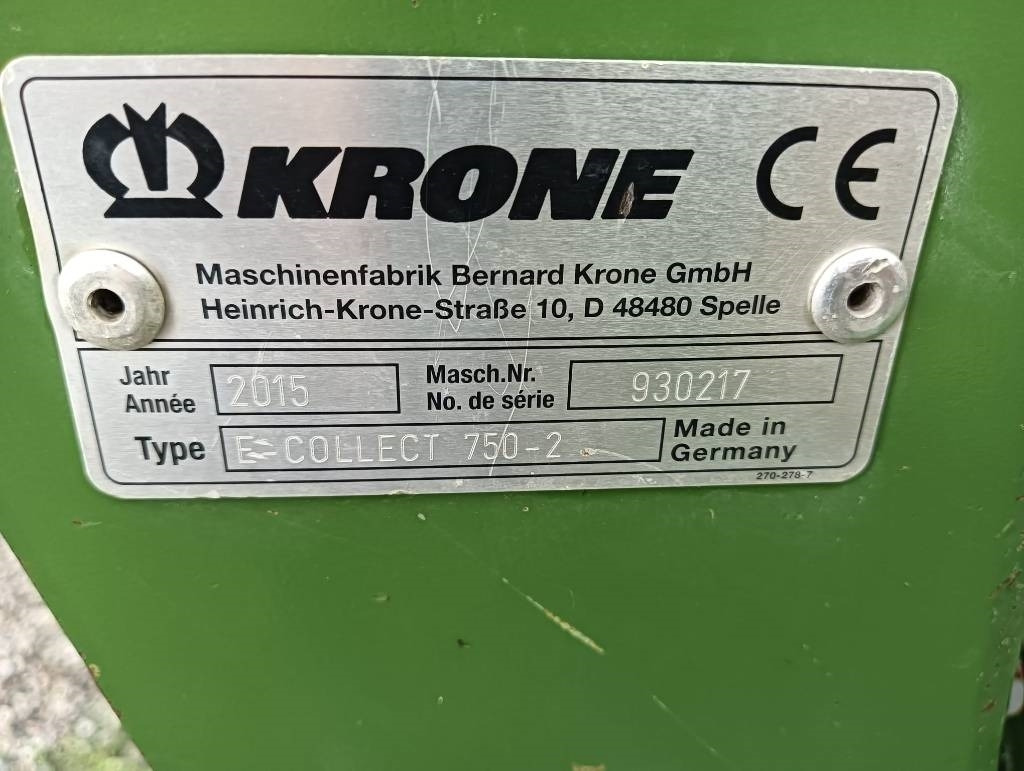 KRONE CE
Maschinenfabrik Bernard Krone GmbH
Heinrich-Krone-Straße 10, D 48480 Spelle
Jahr
Année
2015
Masch.Nr.
No. de série
930217
Type
COLLECT 750-2
Made in
Germany
270-278-7